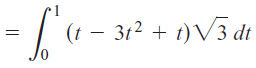 = ∫₀¹ (t − 3t² + t)√3 dt